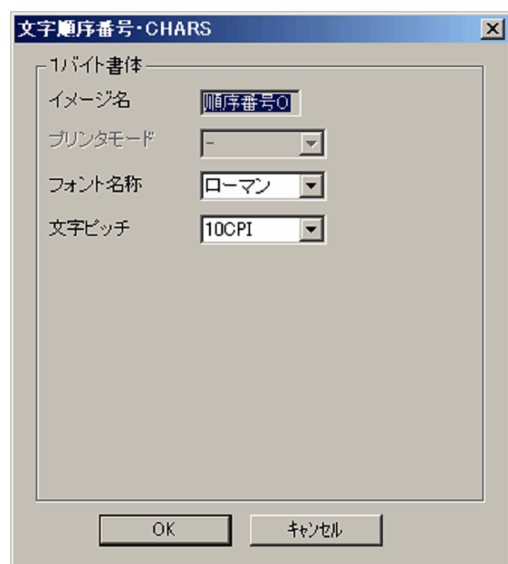 文字順序番号・CHARS
1バイト書体
イメージ名 順序番号0
プリンタモード -
フォント名称 ローマン
文字ピッチ 10CPI
OK キャンセル